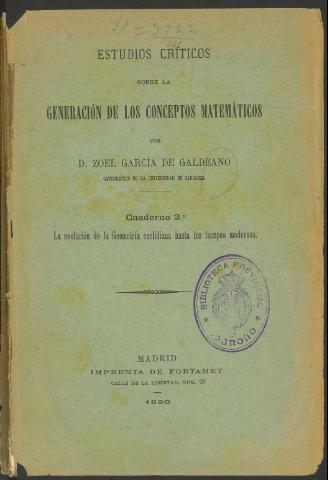 ESTUDIOS CRÍTICOS
SOBRE LA
GENERACIÓN DE LOS CONCEPTOS MATEMÁTICOS
POR
D. ZOEL GARCÍA DE GALDEANO
CATEDRÁTICO DE LA UNIVERSIDAD DE ZARAGOZA
Cuaderno 2.º
La evolución de la Geometría euclidiana hasta los tiempos modernos.
BIBLIOTECA PROVINCIAL
LOGROÑO
MADRID
IMPRENTA DE FORTANET
CALLE DE LA LIBERTAD, NÚM. 29
1890